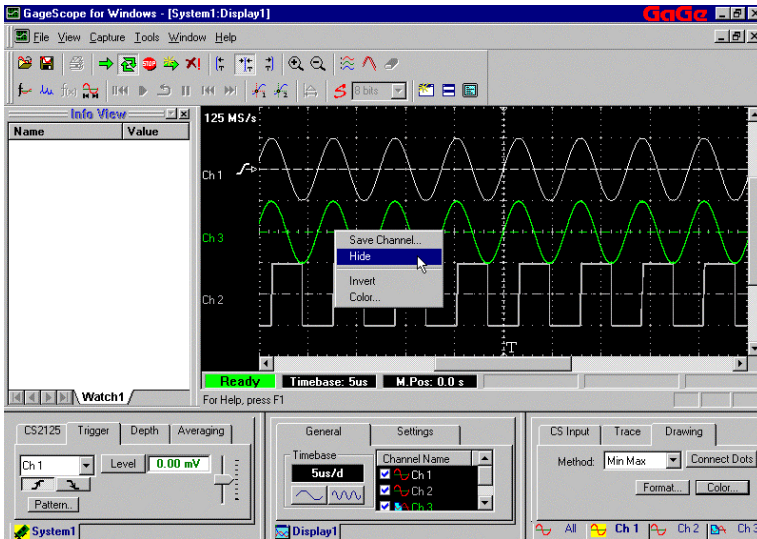 GageScope for Windows - [System1:Display1]
GaGe
File View Capture Tools Window Help
f(x)
8 bits
Info View
Name Value
125 MS/s
Ch 1
Ch 3
Ch 2
Save Channel...
Hide
Invert
Color...
T
Watch1
Ready Timebase: 5us M.Pos: 0.0 s
For Help, press F1
CS2125 Trigger Depth Averaging
Ch 1 Level 0.00 mV
Pattern..
System1
General Settings
Timebase
5us/d
Channel Name
Ch 1
Ch 2
Ch 3
Display1
CS Input Trace Drawing
Method: Min Max Connect Dots
Format... Color...
All Ch 1 Ch 2 Ch 3